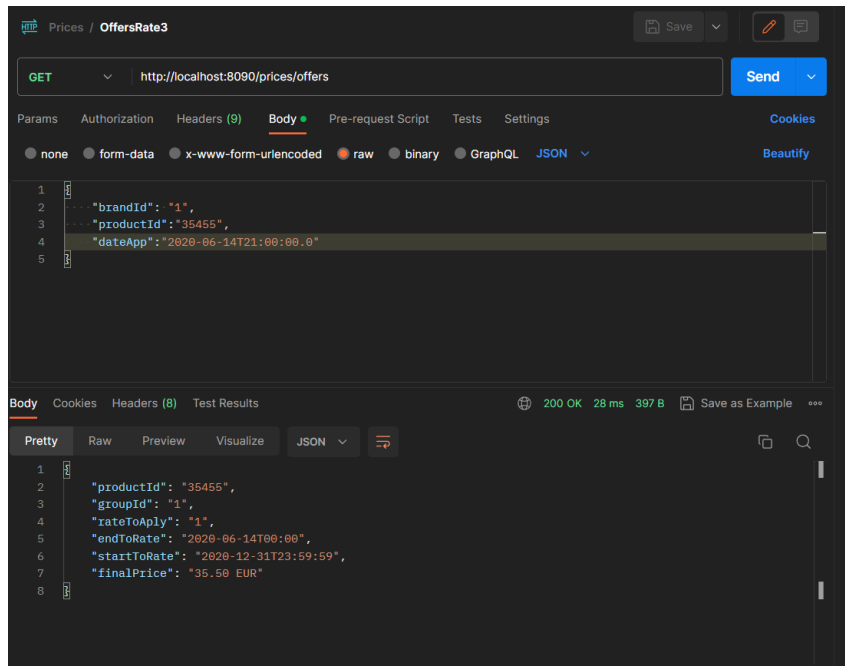 HTTP Prices / OffersRate3 Save
GET http://localhost:8090/prices/offers Send
Params Authorization Headers (9) Body Pre-request Script Tests Settings Cookies
none form-data x-www-form-urlencoded raw binary GraphQL JSON Beautify
1 {
2 "brandId": "1",
3 "productId":"35455",
4 "dateApp":"2020-06-14T21:00:00.0"
5 }
Body Cookies Headers (8) Test Results 200 OK 28 ms 397 B Save as Example
Pretty Raw Preview Visualize JSON
1 {
2 "productId": "35455",
3 "groupId": "1",
4 "rateToAply": "1",
5 "endToRate": "2020-06-14T00:00",
6 "startToRate": "2020-12-31T23:59:59",
7 "finalPrice": "35.50 EUR"
8 }